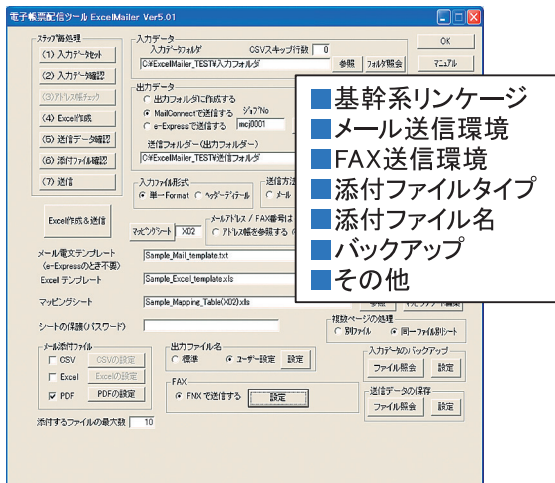 電子帳票配信ツール ExcelMailer Ver5.01
ステップ毎処理
(1) 入力データセット
(2) 入力データ確認
(3)アドレス帳チェック
(4) Excel作成
(5) 送信データ確認
(6) 添付ファイル確認
(7) 送信
Excel作成&送信
入力データ
入力データフォルダ
CSVスキップ行数 0
C:¥ExcelMailer_TEST¥入力フォルダ
参照 フォルダ照会
OK
マニュアル
出力データ
出力フォルダに作成する
MailConnectで送信する ジョブNo
e-Expressで送信する mcj0001
送信フォルダー(出力フォルダー)
C:¥ExcelMailer_TEST¥送信フォルダ
■基幹系リンケージ
■メール送信環境
■FAX送信環境
■添付ファイルタイプ
■添付ファイル名
■バックアップ
■その他
入力ファイル形式
単一Format ヘッダーディテール
送信方法
メール
マッピングシート X02
メールアドレス / FAX番号は
アドレス帳を参照する
メール電文テンプレート
(e-Expressのとき不要)
Sample_Mail_template.txt
Excel テンプレート
Sample_Excel_template.xls
マッピングシート
Sample_Mapping_Table(X02).xls
シートの保護(パスワード)
複数ページの処理
別ファイル 同一ファイル別シート
メール添付ファイル
CSV CSVの設定
Excel Excelの設定
PDF PDFの設定
出力ファイル名
標準 ユーザー設定 設定
FAX
FNX で送信する 設定
入力データのバックアップ
ファイル照会 設定
送信データの保存
ファイル照会 設定
添付するファイルの最大数 10